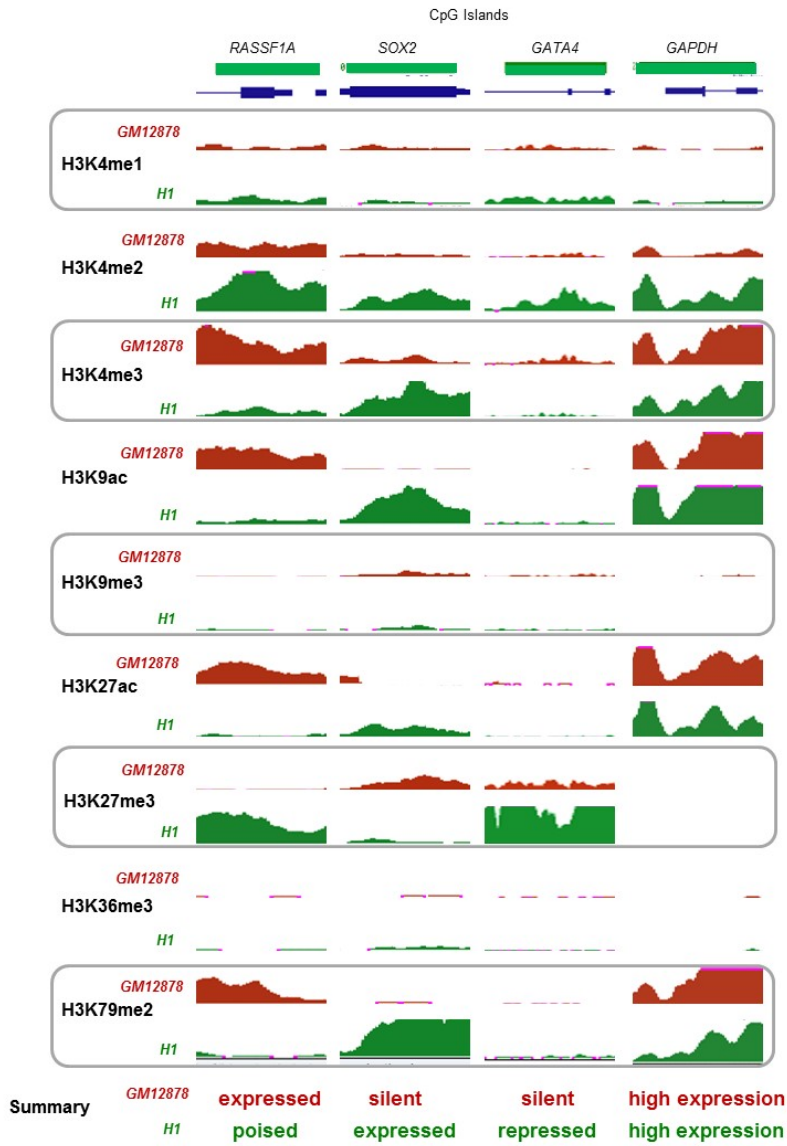 CpG Islands
RASSF1A SOX2 GATA4 GAPDH
GM12878
H3K4me1
H1
GM12878
H3K4me2
H1
GM12878
H3K4me3
H1
GM12878
H3K9ac
H1
GM12878
H3K9me3
H1
GM12878
H3K27ac
H1
GM12878
H3K27me3
H1
GM12878
H3K36me3
H1
GM12878
H3K79me2
H1
Summary
GM12878 expressed silent silent high expression
H1 poised expressed repressed high expression